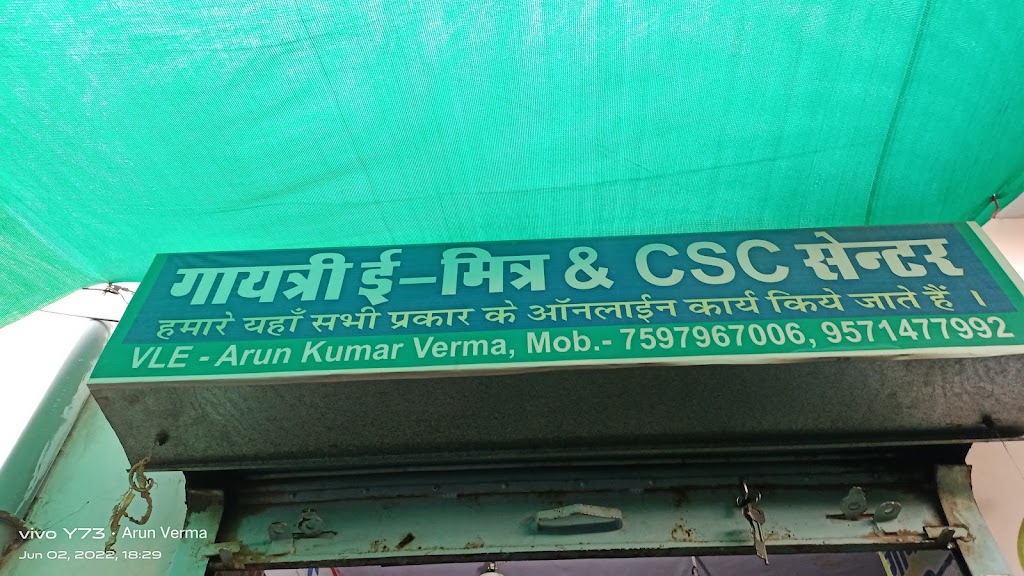 गायत्री ई-मित्र & CSC सेन्टर
हमारे यहाँ सभी प्रकार के ऑनलाईन कार्य किये जाते हैं ।
VLE - Arun Kumar Verma, Mob.- 7597967006, 9571477992
vivo Y73 · Arun Verma
Jun 02, 2022, 18:29